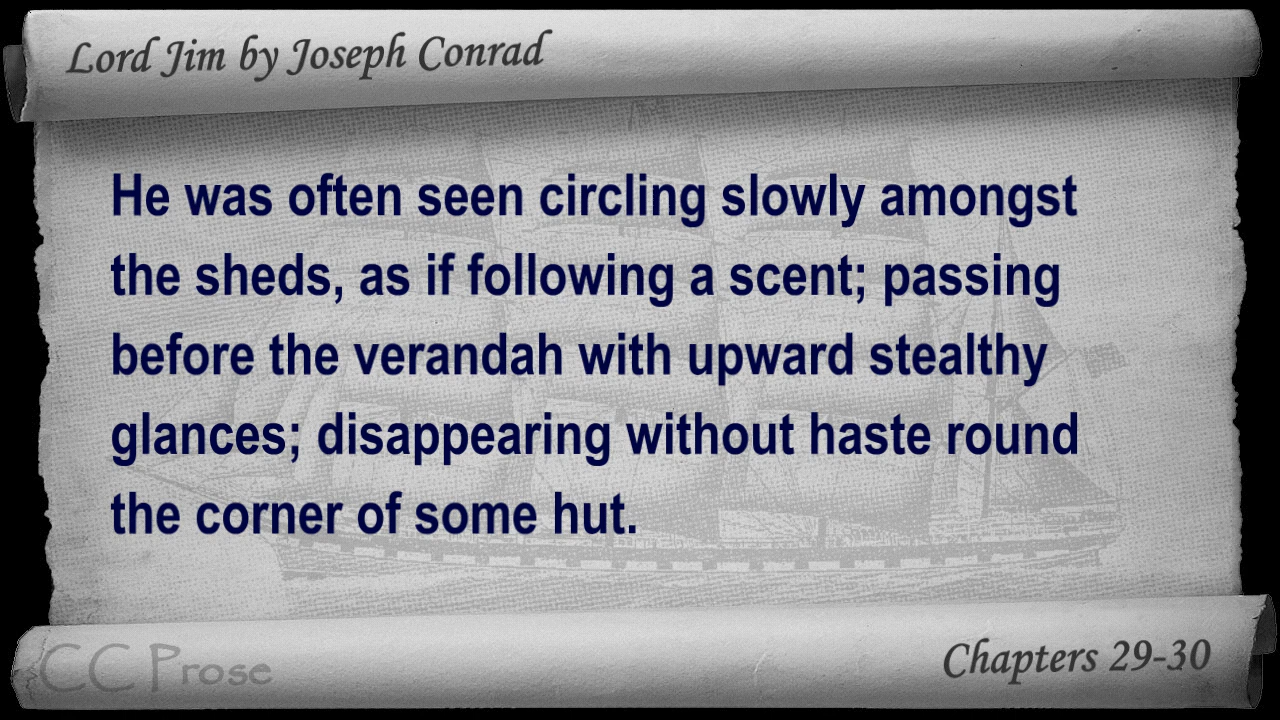 Lord Jim by Joseph Conrad
He was often seen circling slowly amongst
the sheds, as if following a scent; passing
before the verandah with upward stealthy
glances; disappearing without haste round
the corner of some hut.
CC Prose
Chapters 29-30